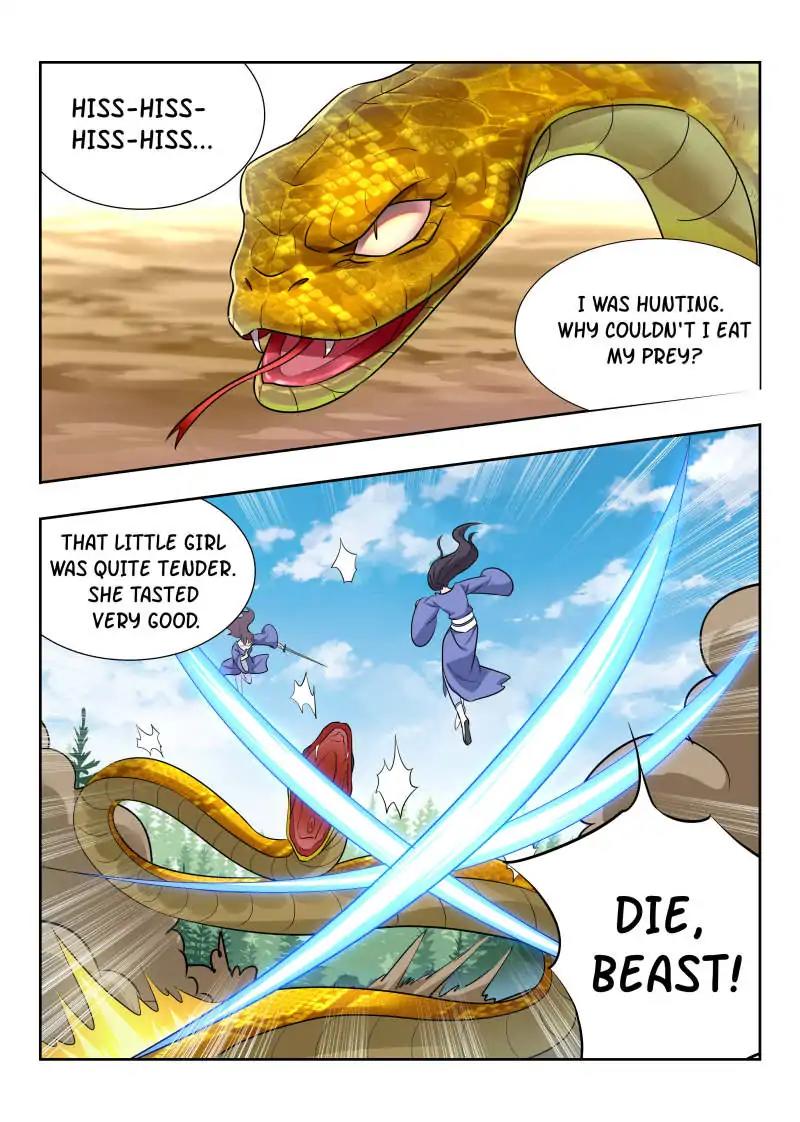 HISS-HISS-
HISS-HISS...
I WAS HUNTING.
WHY COULDN'T I EAT
MY PREY?
THAT LITTLE GIRL
WAS QUITE TENDER.
SHE TASTED
VERY GOOD.
DIE,
BEAST!